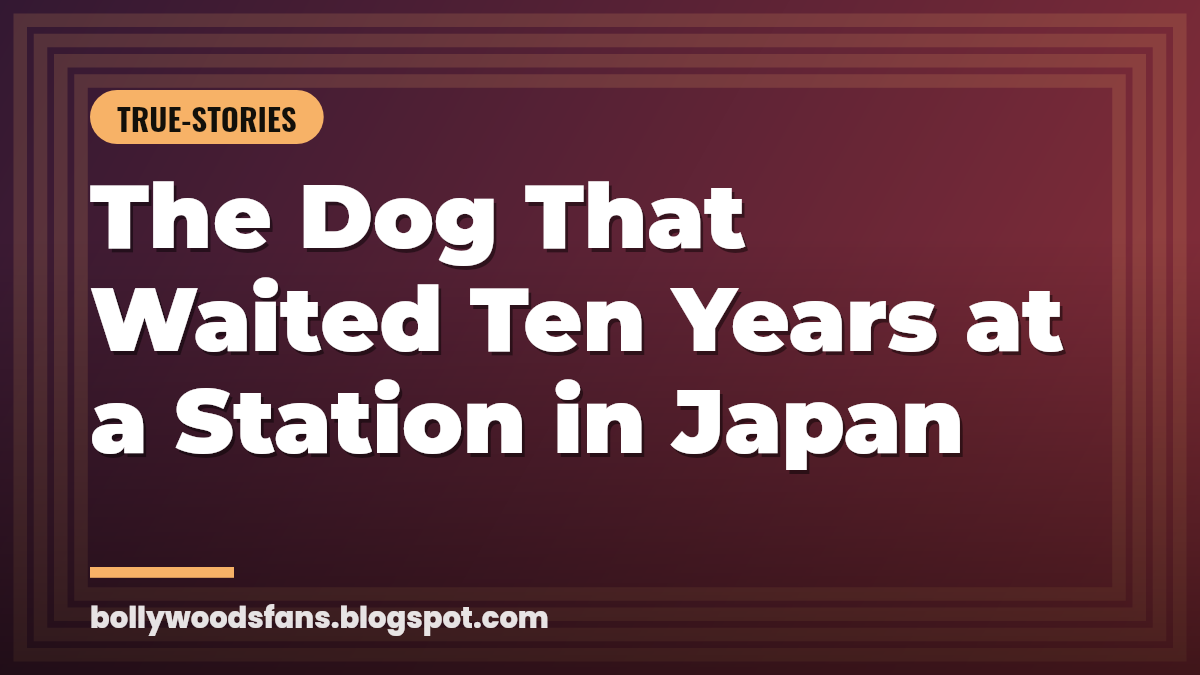 TRUE-STORIES
The Dog That
Waited Ten Years at
a Station in Japan
bollywoodsfans.blogspot.com